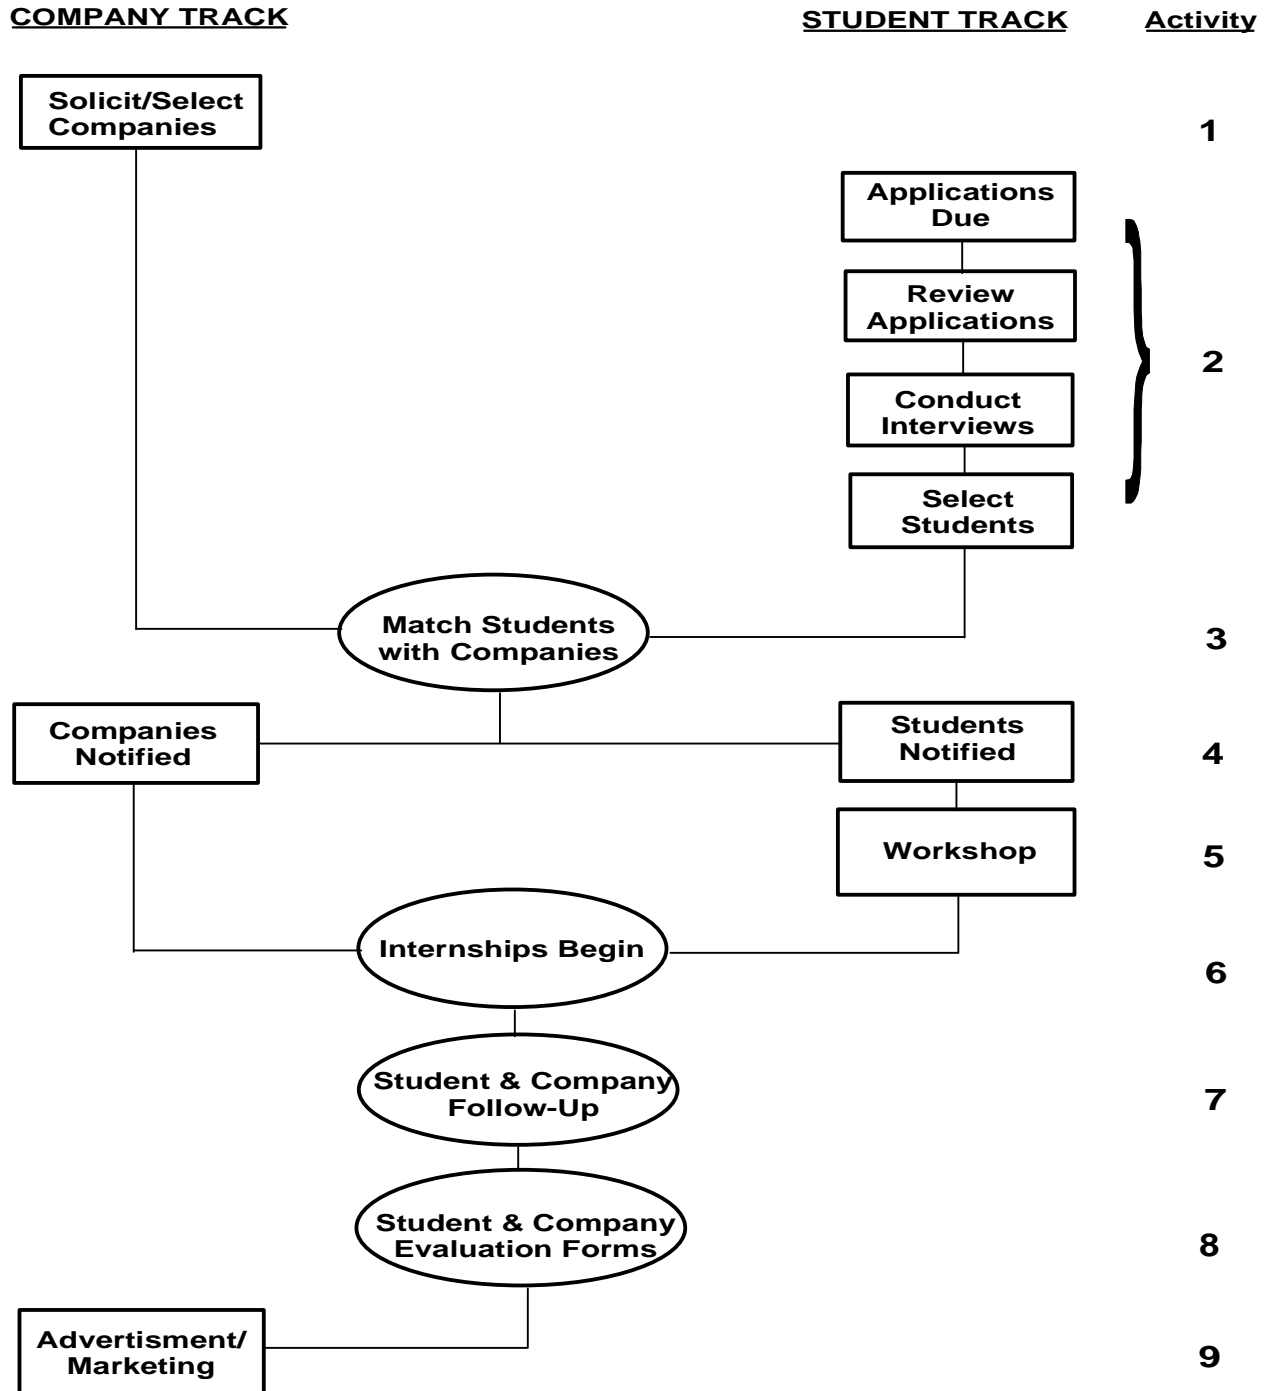 COMPANY TRACK
STUDENT TRACK
Activity
Solicit/Select
Companies
1
Applications
Due
Review
Applications
2
Conduct
Interviews
Select
Students
Match Students
with Companies
3
Companies
Notified
Students
Notified
4
Workshop
5
Internships Begin
6
Student & Company
Follow-Up
7
Student & Company
Evaluation Forms
8
Advertisment/
Marketing
9